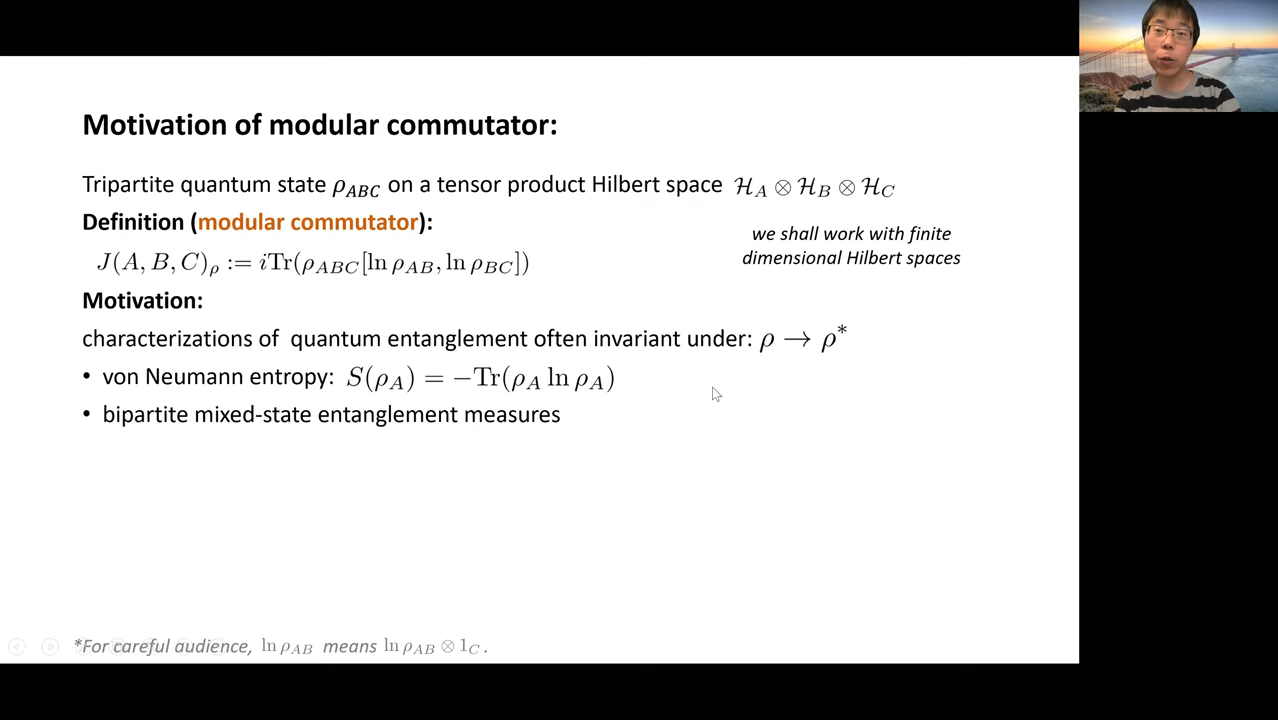 Motivation of modular commutator:
Tripartite quantum state ρ_ABC on a tensor product Hilbert space ℋ_A ⊗ ℋ_B ⊗ ℋ_C
Definition (modular commutator):
we shall work with finite
dimensional Hilbert spaces
J(A, B, C)_ρ := iTr(ρ_ABC[ln ρ_AB, ln ρ_BC])
Motivation:
characterizations of quantum entanglement often invariant under: ρ → ρ*
• von Neumann entropy: S(ρ_A) = −Tr(ρ_A ln ρ_A)
• bipartite mixed-state entanglement measures
*For careful audience, ln ρ_AB means ln ρ_AB ⊗ 1_C .